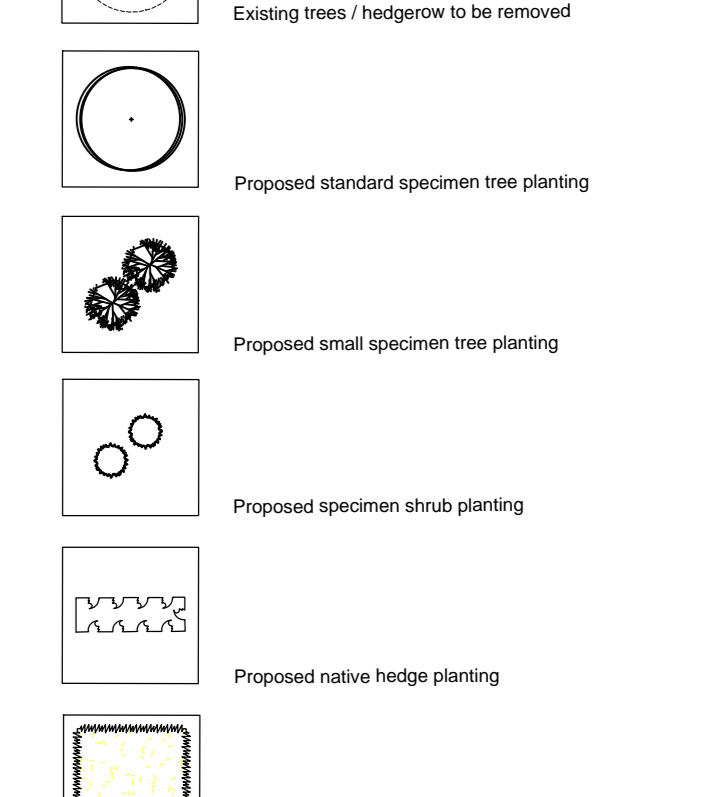 Existing trees / hedgerow to be removed
Proposed standard specimen tree planting
Proposed small specimen tree planting
Proposed specimen shrub planting
Proposed native hedge planting